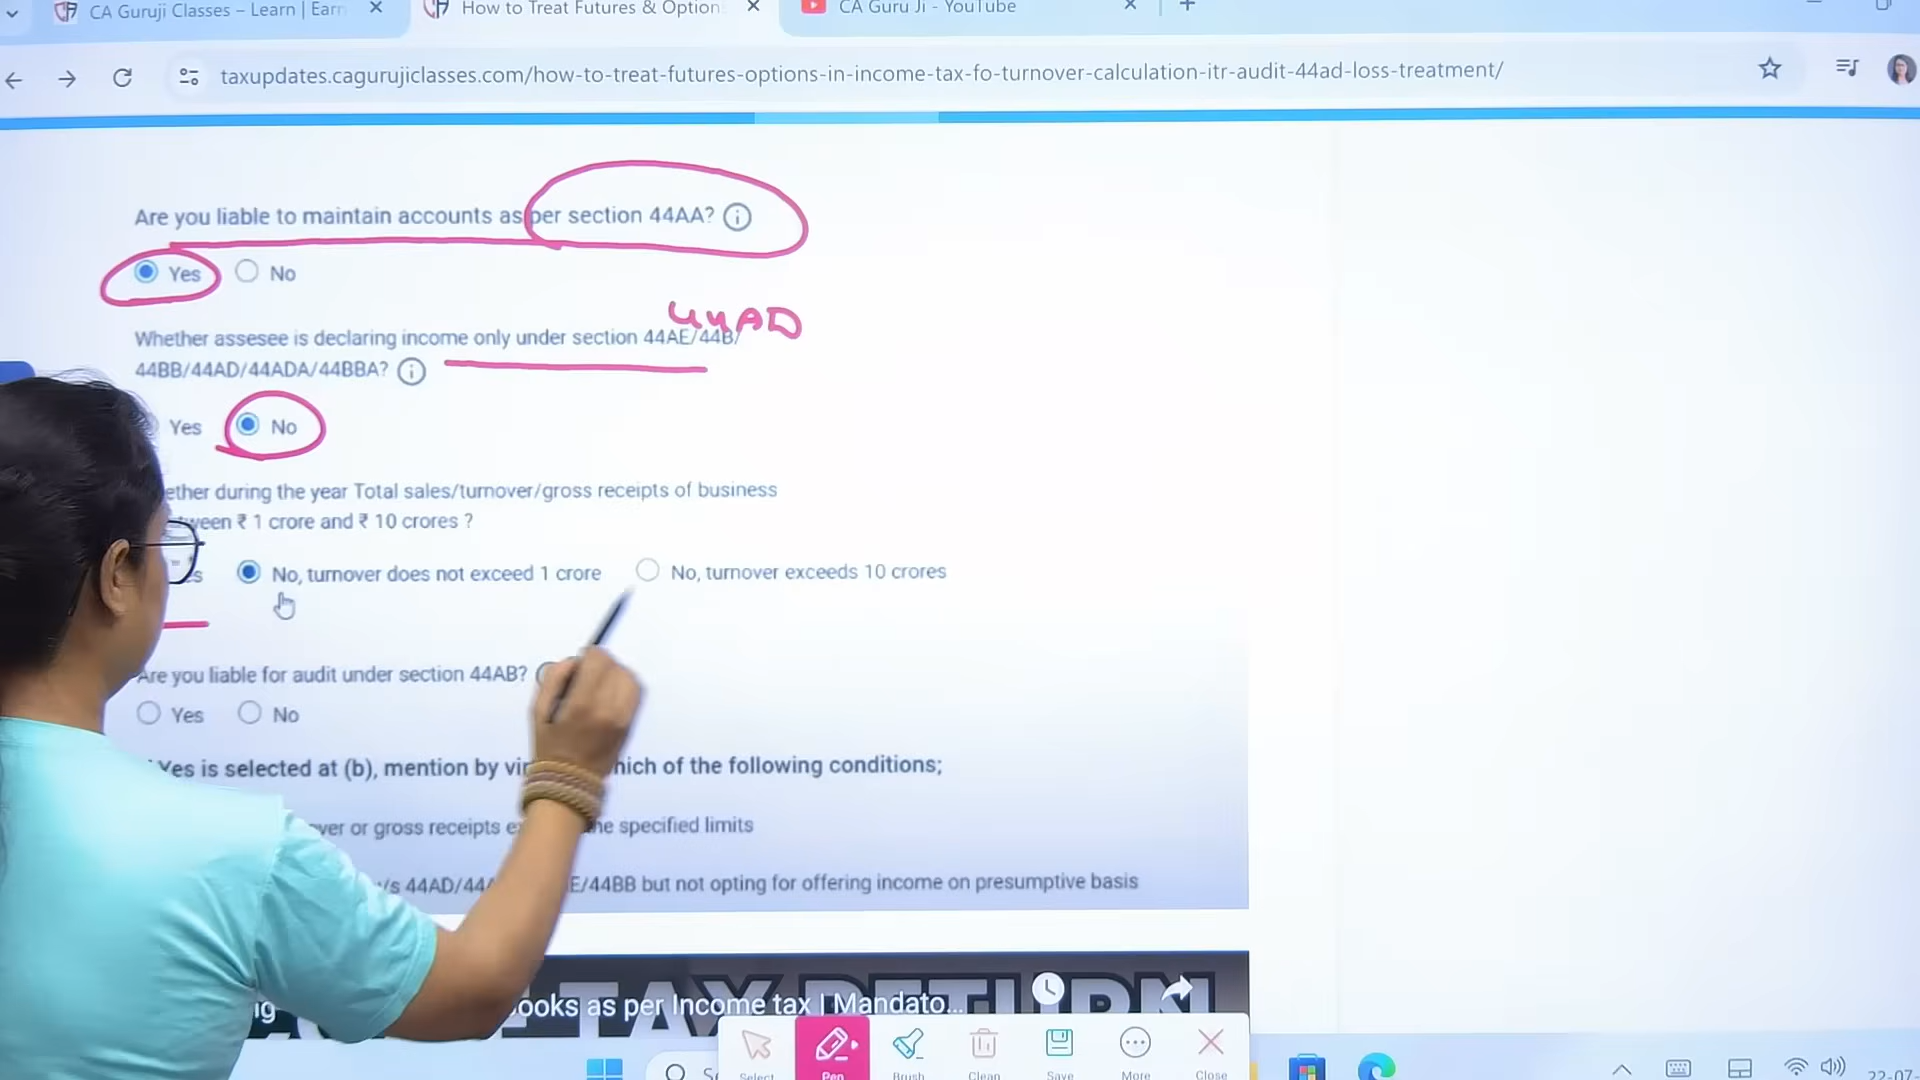 CA Guruji Classes – Learn | Earn
How to Treat Futures & Option
CA Guru Ji - YouTube
taxupdates.cagurujiclasses.com/how-to-treat-futures-options-in-income-tax-fo-turnover-calculation-itr-audit-44ad-loss-treatment/
Are you liable to maintain accounts as per section 44AA?
Yes No
44AD
Whether assesee is declaring income only under section 44AE/44B/
44BB/44AD/44ADA/44BBA?
Yes No
ether during the year Total sales/turnover/gross receipts of business
ween ₹ 1 crore and ₹ 10 crores ?
No, turnover does not exceed 1 crore No, turnover exceeds 10 crores
Are you liable for audit under section 44AB?
Yes No
Yes is selected at (b), mention by hich of the following conditions;
ver or gross receipts e he specified limits
/s 44AD/44 E/44BB but not opting for offering income on presumptive basis
TAX RETURN
ooks as per Income tax | Mandato...
Select Pen Brush Clean Save More Close
22-07-